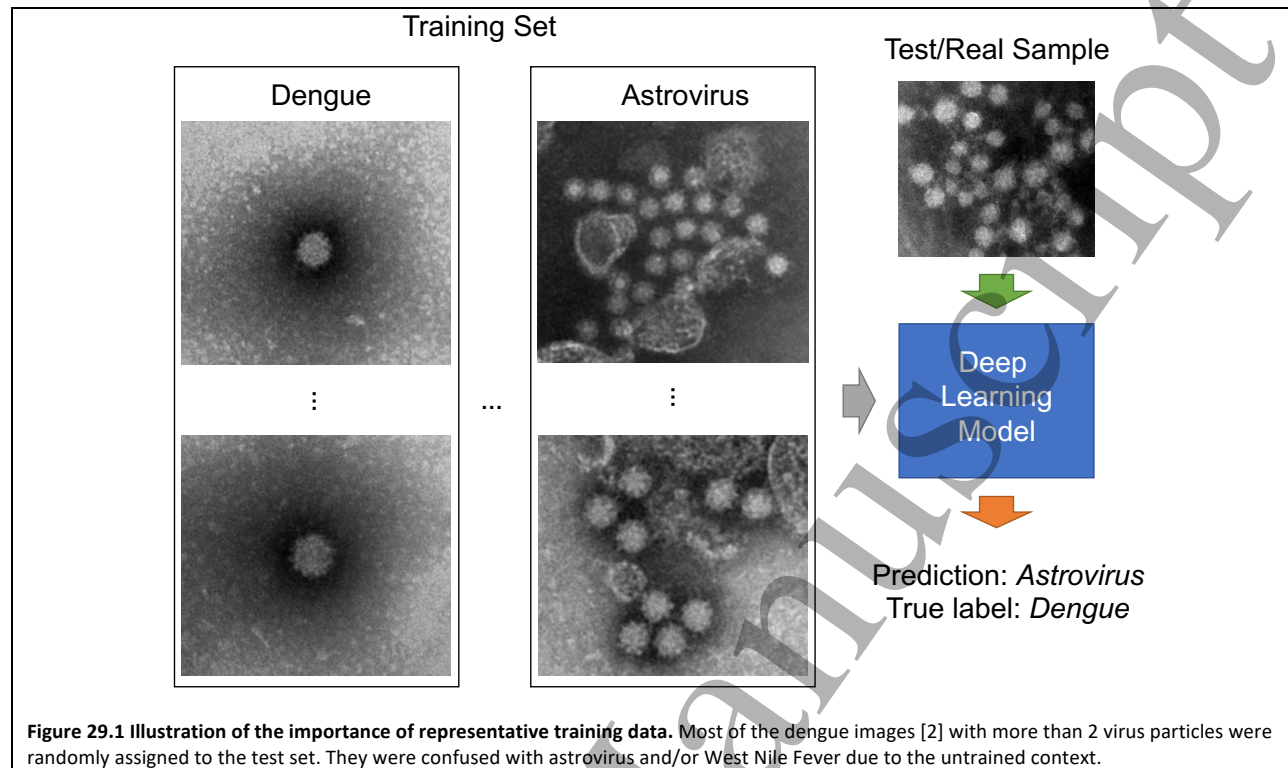 Training Set
Test/Real Sample
Dengue
Astrovirus
⋮
...
⋮
Deep
Learning
Model
Prediction: Astrovirus
True label: Dengue
Figure 29.1 Illustration of the importance of representative training data. Most of the dengue images [2] with more than 2 virus particles were
randomly assigned to the test set. They were confused with astrovirus and/or West Nile Fever due to the untrained context.